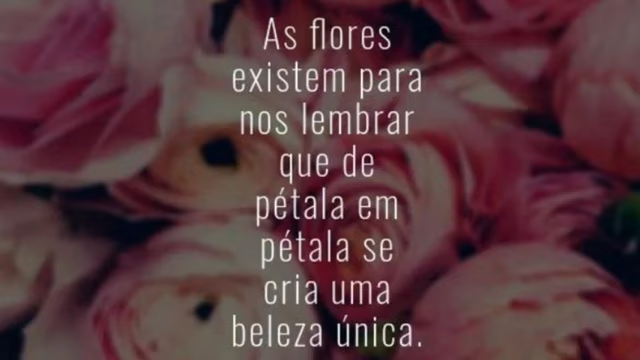 As flores
existem para
nos lembrar
que de
pétala em
pétala se
cria uma
beleza única.